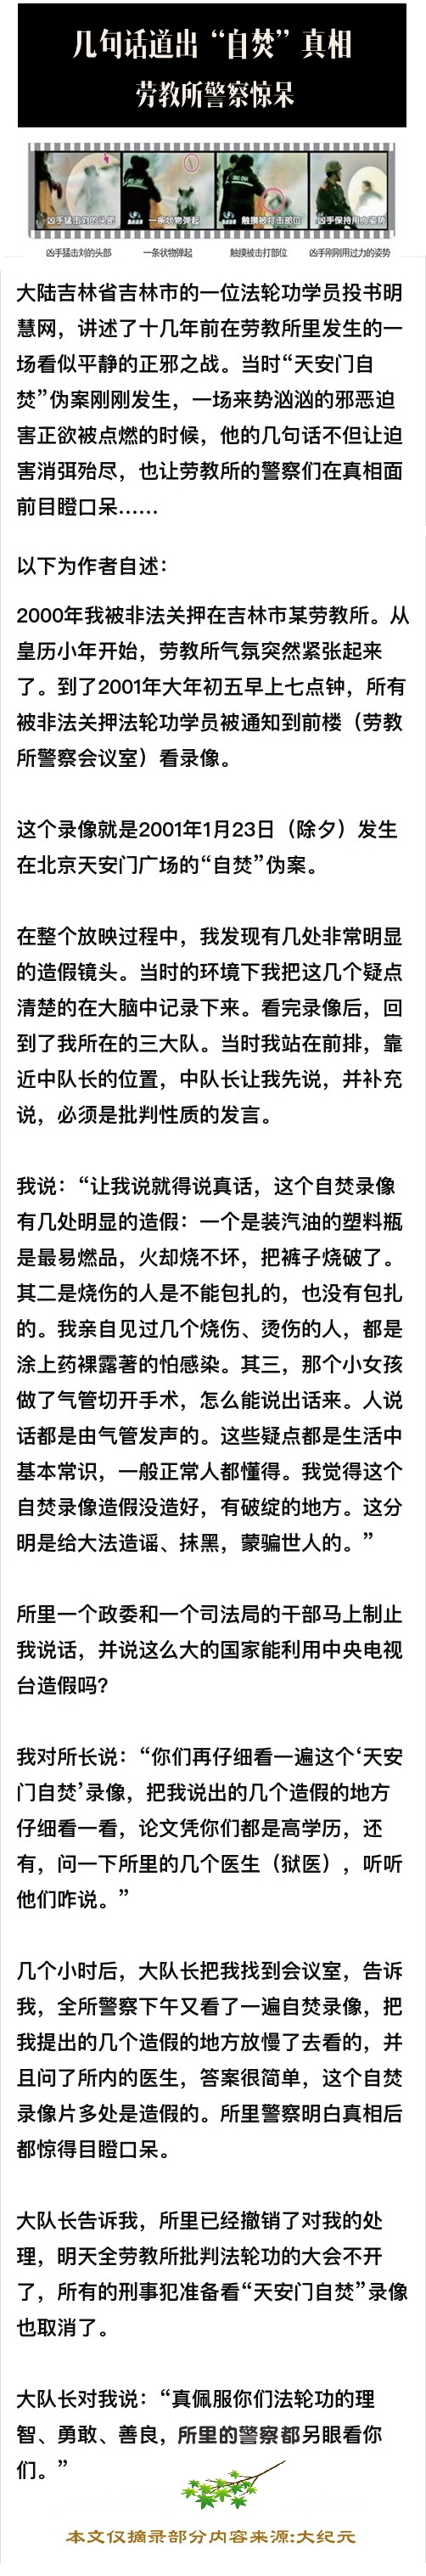 几句话道出“自焚”真相
劳教所警察惊呆
凶手猛击刘的头部
一条状物弹起
触摸被打击部位
凶手保持用力姿势
凶手猛击刘的头部
一条状物弹起
触摸被击打部位
凶手刚刚用过力的姿势
大陆吉林省吉林市的一位法轮功学员投书明
慧网，讲述了十几年前在劳教所里发生的一
场看似平静的正邪之战。当时“天安门自
焚”伪案刚刚发生，一场来势汹汹的邪恶迫
害正欲被点燃的时候，他的几句话不但让迫
害消弭殆尽，也让劳教所的警察们在真相面
前目瞪口呆……
以下为作者自述：
2000年我被非法关押在吉林市某劳教所。从
皇历小年开始，劳教所气氛突然紧张起来
了。到了2001年大年初五早上七点钟，所有
被非法关押法轮功学员被通知到前楼（劳教
所警察会议室）看录像。
这个录像就是2001年1月23日（除夕）发生
在北京天安门广场的“自焚”伪案。
在整个放映过程中，我发现有几处非常明显
的造假镜头。当时的环境下我把这几个疑点
清楚的在大脑中记录下来。看完录像后，回
到了我所在的三大队。当时我站在前排，靠
近中队长的位置，中队长让我先说，并补充
说，必须是批判性质的发言。
我说：“让我说就得说真话，这个自焚录像
有几处明显的造假：一个是装汽油的塑料瓶
是最易燃品，火却烧不坏，把裤子烧破了。
其二是烧伤的人是不能包扎的，也没有包扎
的。我亲自见过几个烧伤、烫伤的人，都是
涂上药裸露著的怕感染。其三，那个小女孩
做了气管切开手术，怎么能说出话来。人说
话都是由气管发声的。这些疑点都是生活中
基本常识，一般正常人都懂得。我觉得这个
自焚录像造假没造好，有破绽的地方。这分
明是给大法造谣、抹黑，蒙骗世人的。”
所里一个政委和一个司法局的干部马上制止
我说话，并说这么大的国家能利用中央电视
台造假吗？
我对所长说：“你们再仔细看一遍这个‘天安
门自焚’录像，把我说出的几个造假的地方
仔细看一看，论文凭你们都是高学历，还
有，问一下所里的几个医生（狱医），听听
他们咋说。”
几个小时后，大队长把我找到会议室，告诉
我，全所警察下午又看了一遍自焚录像，把
我提出的几个造假的地方放慢了去看的，并
且问了所内的医生，答案很简单，这个自焚
录像片多处是造假的。所里警察明白真相后
都惊得目瞪口呆。
大队长告诉我，所里已经撤销了对我的处
理，明天全劳教所批判法轮功的大会不开
了，所有的刑事犯准备看“天安门自焚”录像
也取消了。
大队长对我说：“真佩服你们法轮功的理
智、勇敢、善良，所里的警察都另眼看你
们。”
本文仅摘录部分内容来源:大纪元